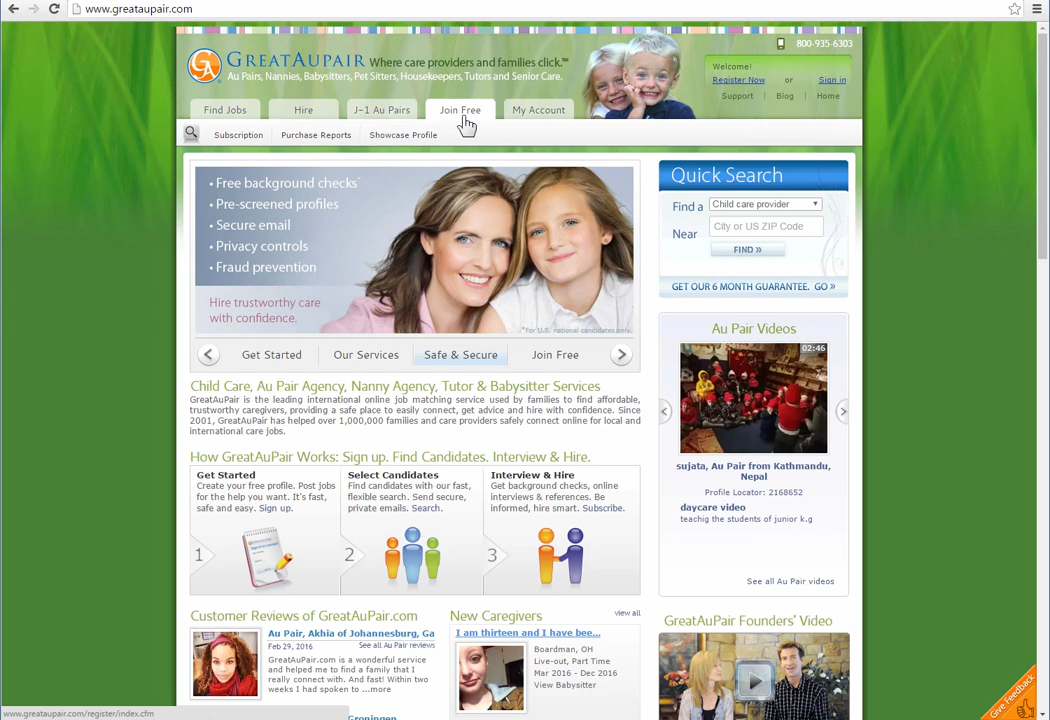 www.greataupair.com
800-935-6303
GA GREATAUPAIR Where care providers and families click.™
Au Pairs, Nannies, Babysitters, Pet Sitters, Housekeepers, Tutors and Senior Care.
Welcome!
Register Now or Sign in
Support | Blog | Home
Find Jobs Hire J-1 Au Pairs Join Free My Account
Subscription Purchase Reports Showcase Profile
• Free background checks*
• Pre-screened profiles
• Secure email
• Privacy controls
• Fraud prevention
Hire trustworthy care
with confidence.
*For U.S. national candidates only.
Get Started Our Services Safe & Secure Join Free
Quick Search
Find a Child care provider
Near City or US ZIP Code
FIND »
GET OUR 6 MONTH GUARANTEE. GO »
Child Care, Au Pair Agency, Nanny Agency, Tutor & Babysitter Services
GreatAuPair is the leading international online job matching service used by families to find affordable,
trustworthy caregivers, providing a safe place to easily connect, get advice and hire with confidence. Since
2001, GreatAuPair has helped over 1,000,000 families and care providers safely connect online for local and
international care jobs.
How GreatAuPair Works: Sign up. Find Candidates. Interview & Hire.
Get Started
Create your free profile. Post jobs
for the help you want. It's fast,
safe and easy. Sign up.
1
Select Candidates
Find candidates with our fast,
flexible search. Send secure,
private emails. Search.
2
Interview & Hire
Get background checks, online
interviews & references. Be
informed, hire smart. Subscribe.
3
Au Pair Videos
02:46
sujata, Au Pair from Kathmandu,
Nepal
Profile Locator: 2168652
daycare video
teachig the students of junior k.g
See all Au Pair videos
Customer Reviews of GreatAuPair.com
Au Pair, Akhia of Johannesburg, Ga
Feb 29, 2016 See all Au Pair reviews
GreatAuPair.com is a wonderful service
and helped me to find a family that I
really connect with. And fast! Within two
weeks I had spoken to ...more
Groningen
New Caregivers view all
I am thirteen and I have bee...
Boardman, OH
Live-out, Part Time
Mar 2016 - Dec 2016
View Babysitter
GreatAuPair Founders' Video
Give Feedback
www.greataupair.com/register/index.cfm